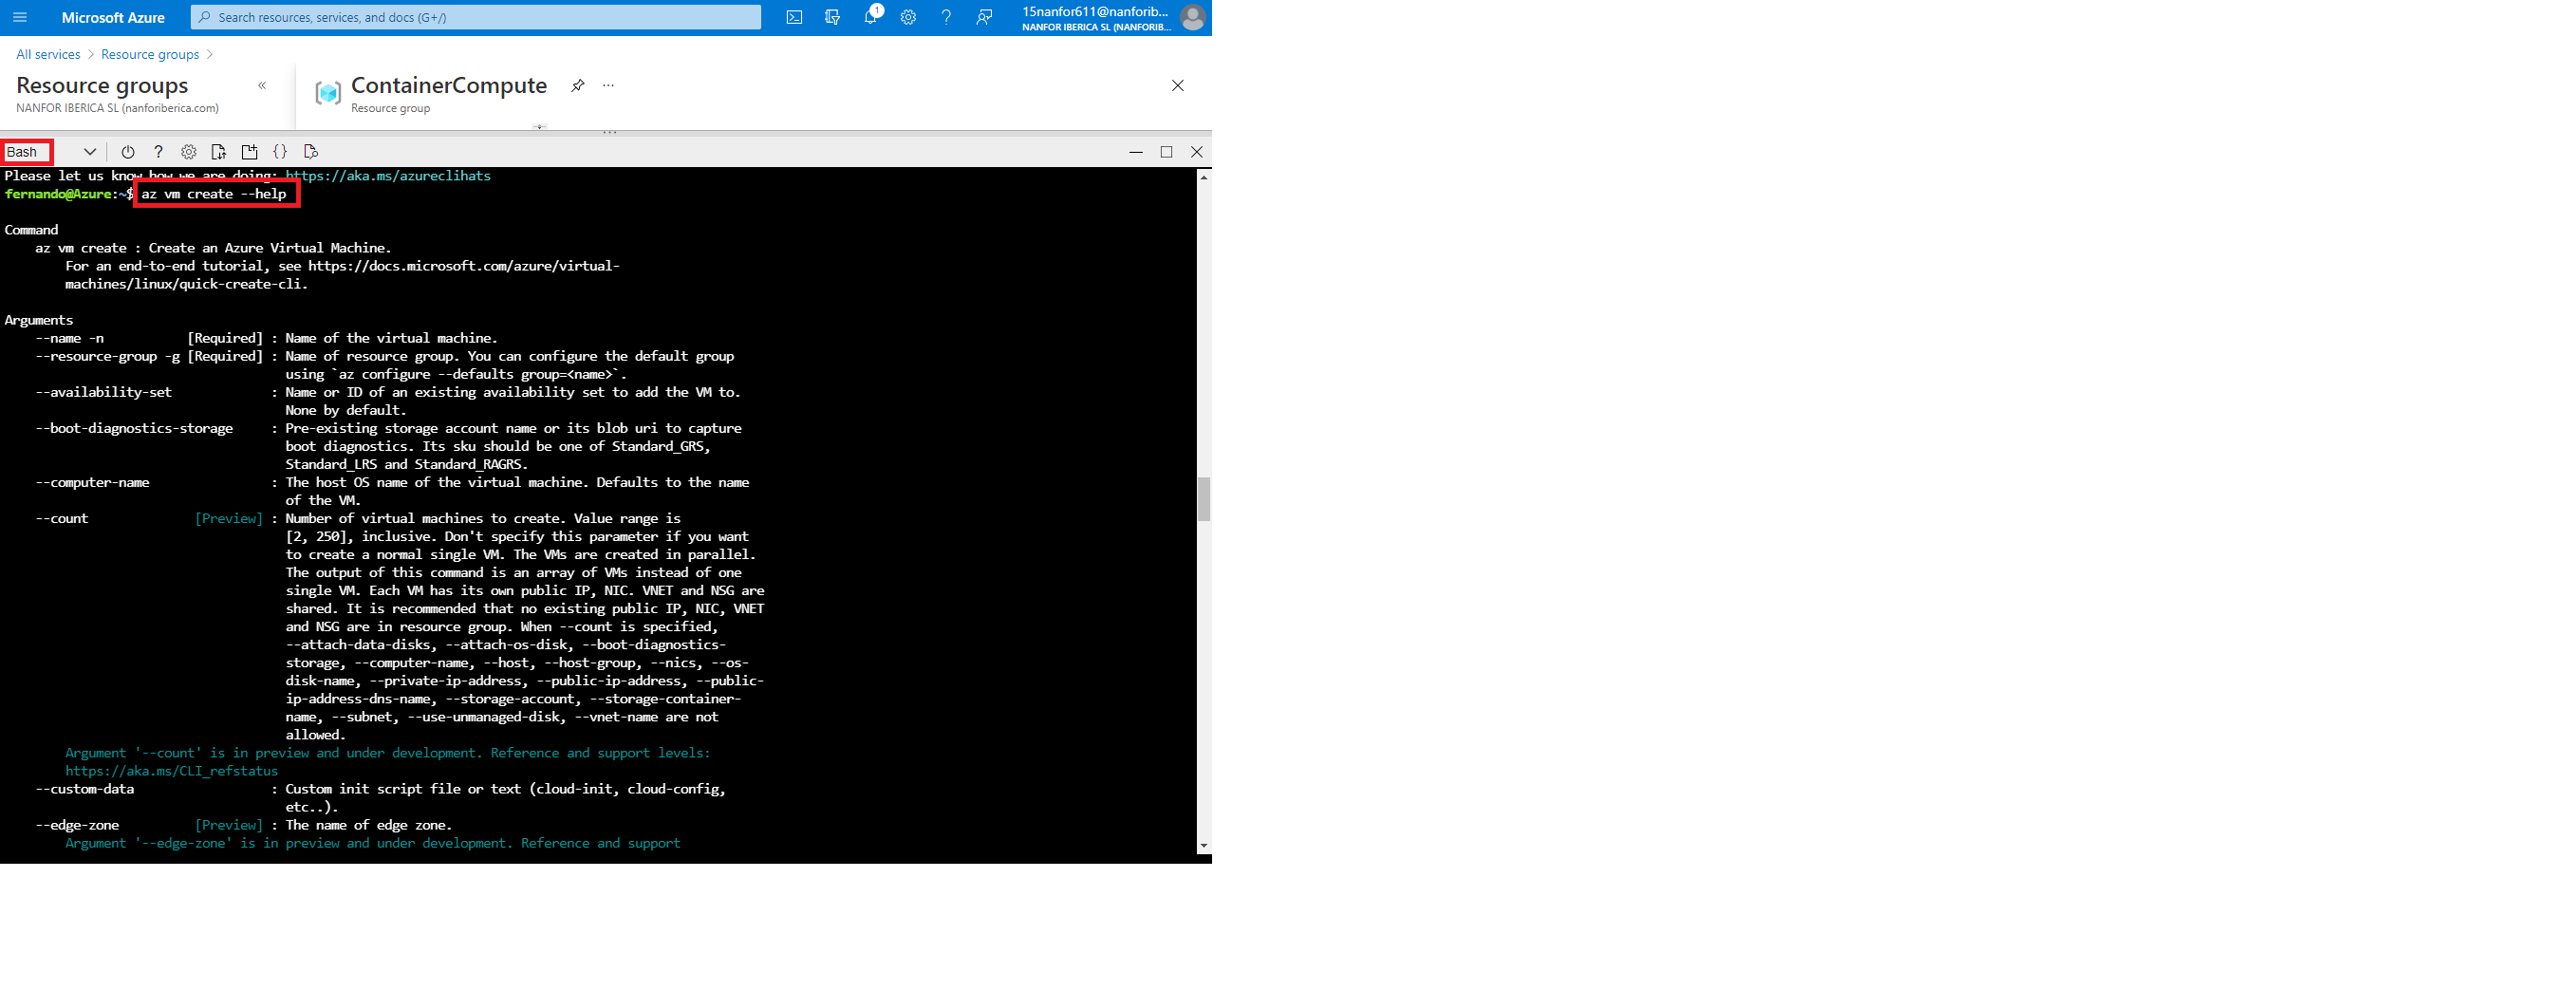 Microsoft Azure
Search resources, services, and docs (G+/)
1
15nanfor611@nanforib...
NANFOR IBERICA SL (NANFORIB...
All services > Resource groups >
Resource groups
NANFOR IBERICA SL (nanforiberica.com)
«
ContainerCompute
...
Resource group
Bash
?
{}
Please let us know how we are doing: https://aka.ms/azureclihats
fernando@Azure:~$ az vm create --help
Command
az vm create : Create an Azure Virtual Machine.
For an end-to-end tutorial, see https://docs.microsoft.com/azure/virtual-
machines/linux/quick-create-cli.
Arguments
--name -n [Required] : Name of the virtual machine.
--resource-group -g [Required] : Name of resource group. You can configure the default group
using `az configure --defaults group=<name>`.
--availability-set : Name or ID of an existing availability set to add the VM to.
None by default.
--boot-diagnostics-storage : Pre-existing storage account name or its blob uri to capture
boot diagnostics. Its sku should be one of Standard_GRS,
Standard_LRS and Standard_RAGRS.
--computer-name : The host OS name of the virtual machine. Defaults to the name
of the VM.
--count [Preview] : Number of virtual machines to create. Value range is
[2, 250], inclusive. Don't specify this parameter if you want
to create a normal single VM. The VMs are created in parallel.
The output of this command is an array of VMs instead of one
single VM. Each VM has its own public IP, NIC. VNET and NSG are
shared. It is recommended that no existing public IP, NIC, VNET
and NSG are in resource group. When --count is specified,
--attach-data-disks, --attach-os-disk, --boot-diagnostics-
storage, --computer-name, --host, --host-group, --nics, --os-
disk-name, --private-ip-address, --public-ip-address, --public-
ip-address-dns-name, --storage-account, --storage-container-
name, --subnet, --use-unmanaged-disk, --vnet-name are not
allowed.
Argument '--count' is in preview and under development. Reference and support levels:
https://aka.ms/CLI_refstatus
--custom-data : Custom init script file or text (cloud-init, cloud-config,
etc..).
--edge-zone [Preview] : The name of edge zone.
Argument '--edge-zone' is in preview and under development. Reference and support